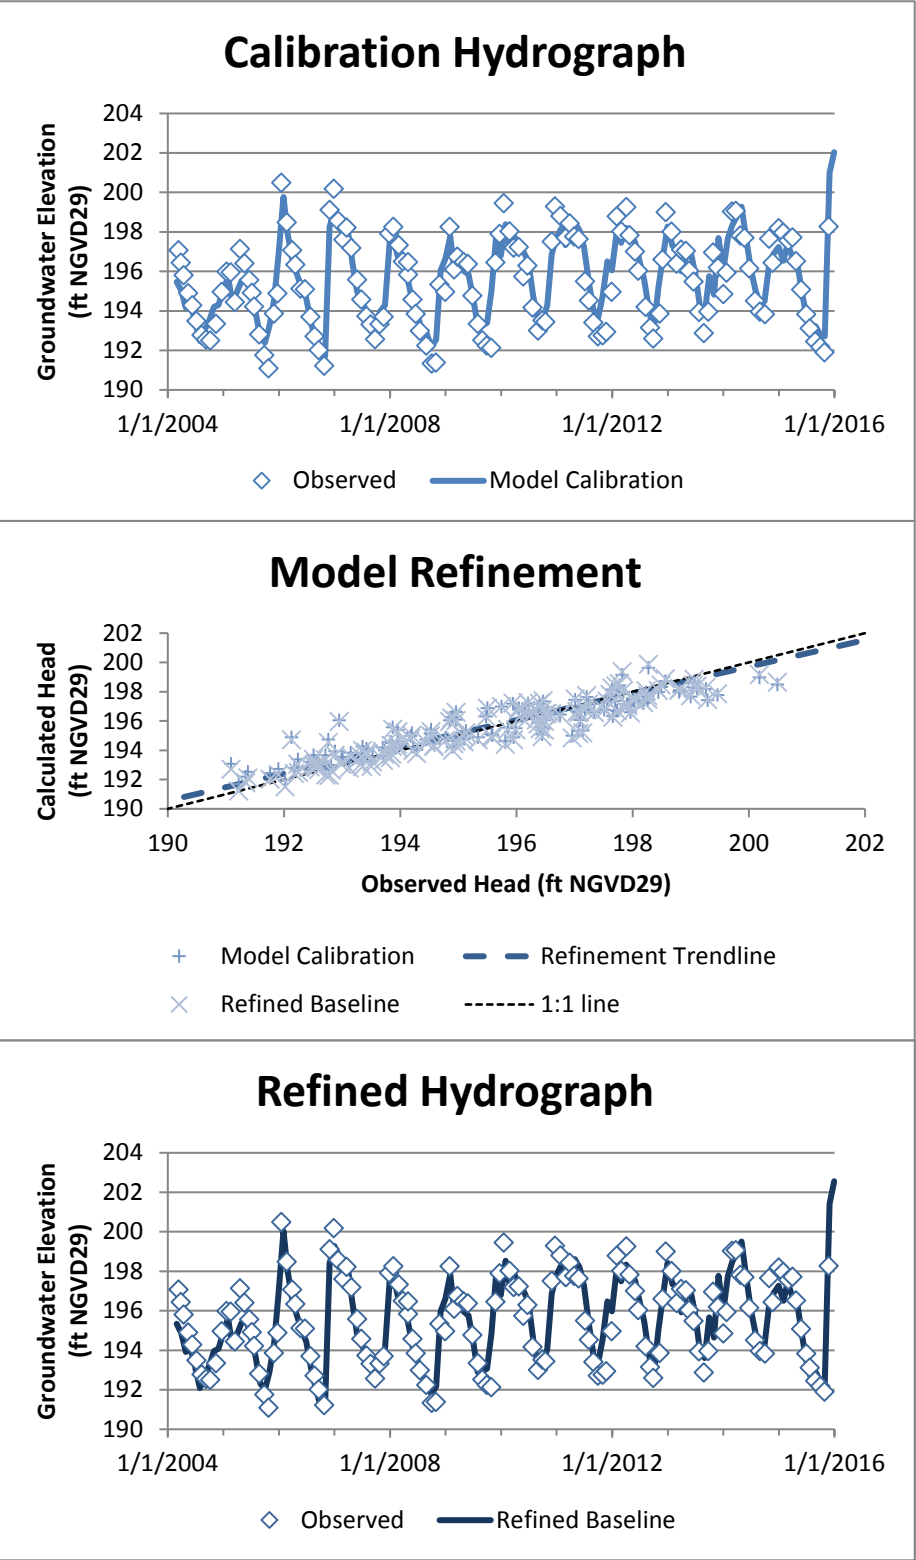 Calibration Hydrograph
Groundwater Elevation
(ft NGVD29)
204
202
200
198
196
194
192
190
1/1/2004 1/1/2008 1/1/2012 1/1/2016
Observed Model Calibration
Model Refinement
Calculated Head
(ft NGVD29)
202
200
198
196
194
192
190
190 192 194 196 198 200 202
Observed Head (ft NGVD29)
Model Calibration Refinement Trendline
Refined Baseline 1:1 line
Refined Hydrograph
Groundwater Elevation
(ft NGVD29)
204
202
200
198
196
194
192
190
1/1/2004 1/1/2008 1/1/2012 1/1/2016
Observed Refined Baseline